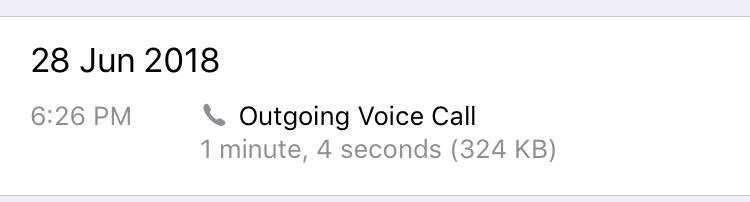 28 Jun 2018
6:26 PM Outgoing Voice Call
1 minute, 4 seconds (324 KB)